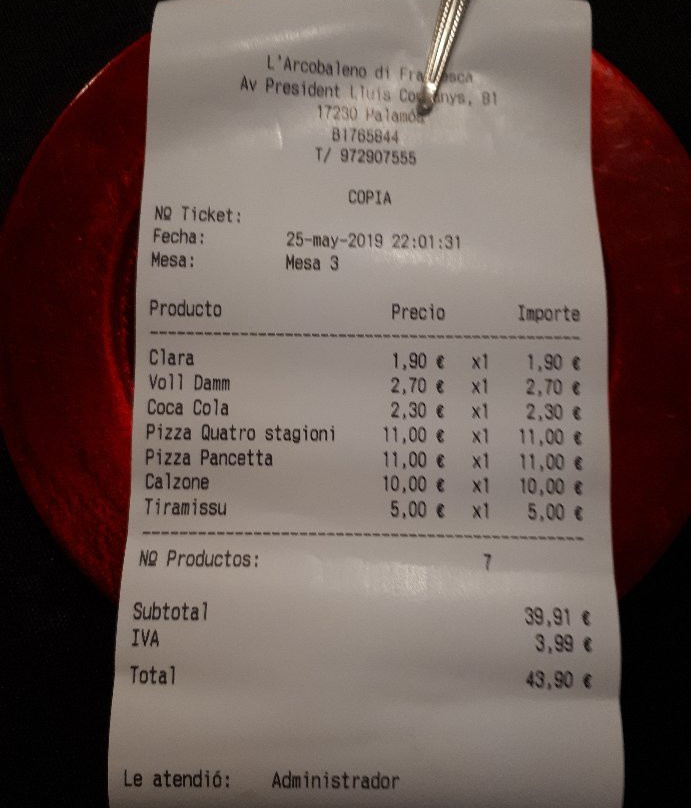 L'Arcobaleno di
Av President Lluis 81
17230 Palamós
B1765844
T/ 972907555
COPIA
Nº Ticket:
Fecha: 25-may-2019 22:01:31
Mesa: Mesa 3
Producto Precio Importe
Clara 1,90 € x1 1,90 €
Voll Damm 2,70 € x1 2,70 €
Coca Cola 2,30 € x1 2,30 €
Pizza Quatro stagioni 11,00 € x1 11,00 €
Pizza Pancetta 11,00 € x1 11,00 €
Calzone 10,00 € x1 10,00 €
Tiramissu 5,00 € x1 5,00 €
Nº Productos: 7
Subtotal 39,91 €
IVA 3,99 €
Total 43,90 €
Le atendió: Administrador